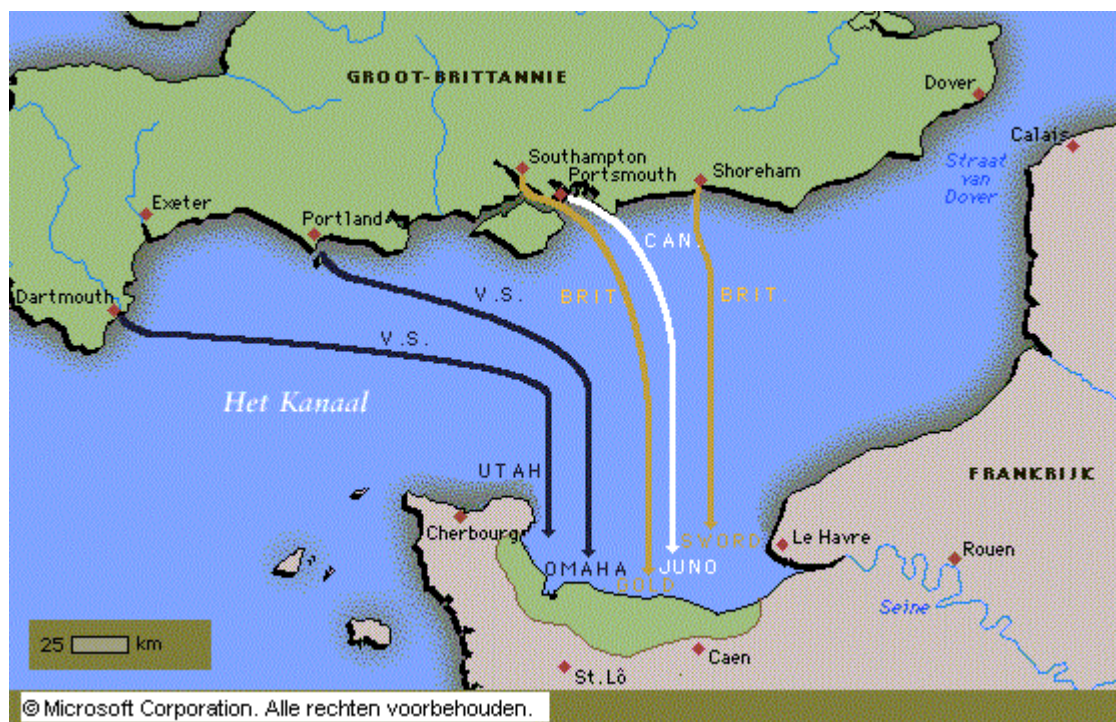 GROOT-BRITTANNIE
Dover
Calais
Southampton
Portsmouth
Shoreham
Straat
van
Dover
Exeter
Portland
CAN.
Dartmouth
V.S.
BRIT.
BRIT.
V.S.
Het Kanaal
UTAH
FRANKRIJK
Cherbourg
SWORD
Le Havre
Rouen
OMAHA
JUNO
GOLD
Seine
25 km
Caen
St.Lô
© Microsoft Corporation. Alle rechten voorbehouden.